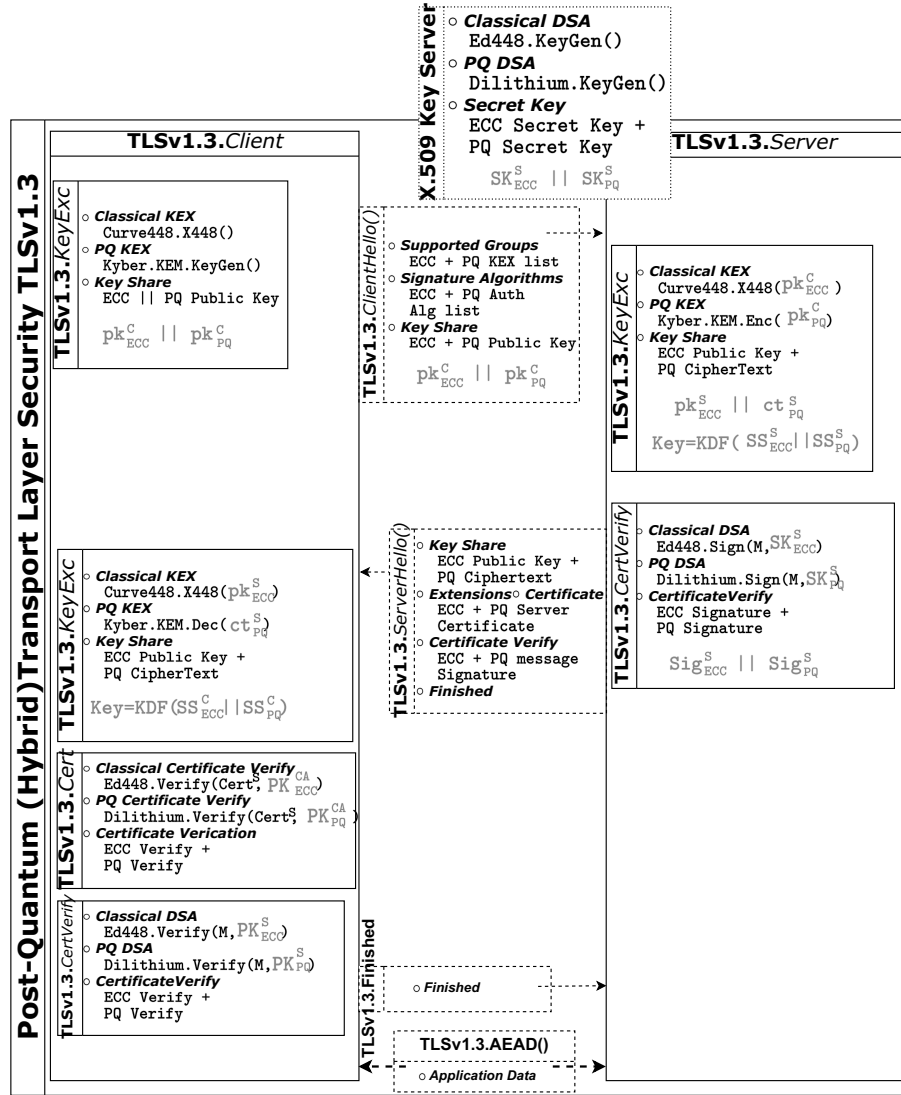 Post-Quantum (Hybrid)Transport Layer Security TLSv1.3
X.509 Key Server
○ Classical DSA
Ed448.KeyGen()
○ PQ DSA
Dilithium.KeyGen()
○ Secret Key
ECC Secret Key +
PQ Secret Key
SK^S_ECC || SK^S_PQ
TLSv1.3.Client
TLSv1.3.Server
TLSv1.3.KeyExc
○ Classical KEX
Curve448.X448()
○ PQ KEX
Kyber.KEM.KeyGen()
○ Key Share
ECC || PQ Public Key
pk^C_ECC || pk^C_PQ
TLSv1.3.ClientHello()
○ Supported Groups
ECC + PQ KEX list
○ Signature Algorithms
ECC + PQ Auth
Alg list
○ Key Share
ECC + PQ Public Key
pk^C_ECC || pk^C_PQ
TLSv1.3.KeyExc
○ Classical KEX
Curve448.X448(pk^C_ECC)
○ PQ KEX
Kyber.KEM.Enc( pk^C_PQ)
○ Key Share
ECC Public Key +
PQ CipherText
pk^S_ECC || ct^S_PQ
Key=KDF( SS^S_ECC||SS^S_PQ)
TLSv1.3.CertVerify
○ Classical DSA
Ed448.Sign(M,SK^S_ECC)
○ PQ DSA
Dilithium.Sign(M,SK^S_PQ)
○ CertificateVerify
ECC Signature +
PQ Signature
Sig^S_ECC || Sig^S_PQ
TLSv1.3.ServerHello()
○ Key Share
ECC Public Key +
PQ Ciphertext
○ Extensions○ Certificate
ECC + PQ Server
Certificate
○ Certificate Verify
ECC + PQ message
Signature
○ Finished
TLSv1.3.KeyExc
○ Classical KEX
Curve448.X448(pk^S_ECC)
○ PQ KEX
Kyber.KEM.Dec(ct^S_PQ)
○ Key Share
ECC Public Key +
PQ CipherText
Key=KDF(SS^C_ECC||SS^C_PQ)
TLSv1.3.Cert
○ Classical Certificate Verify
Ed448.Verify(Cert^S, PK^CA_ECC)
○ PQ Certificate Verify
Dilithium.Verify(Cert^S, PK^CA_PQ)
○ Certificate Verication
ECC Verify +
PQ Verify
TLSv1.3.CertVerify
○ Classical DSA
Ed448.Verify(M,PK^S_ECC)
○ PQ DSA
Dilithium.Verify(M,PK^S_PQ)
○ CertificateVerify
ECC Verify +
PQ Verify
TLSv1.3.Finished
○ Finished
TLSv1.3.AEAD()
○ Application Data